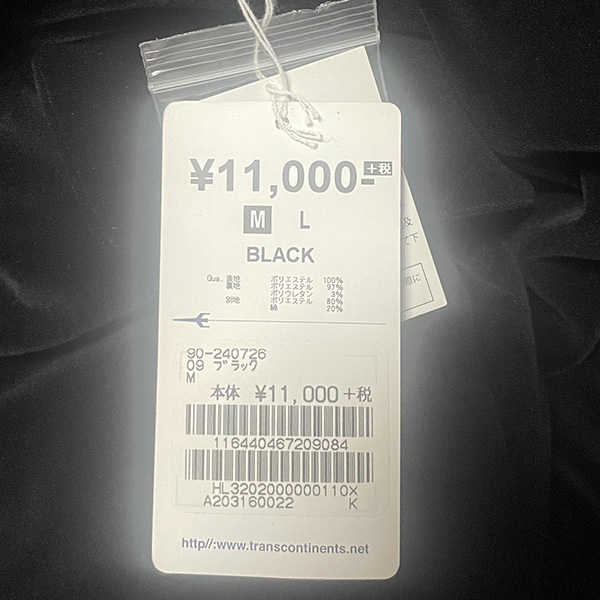 ¥11,000-+税
M L
BLACK
Qua. 表地 ポリエステル 100%
裏地 ポリエステル 97%
ポリウレタン 3%
別地 ポリエステル 80%
綿 20%
90-240726
09 ブラック
M
本体 ¥11,000+税
116440467209084
HL3202000000110×
A203160022 K
http//:www.transcontinents.net